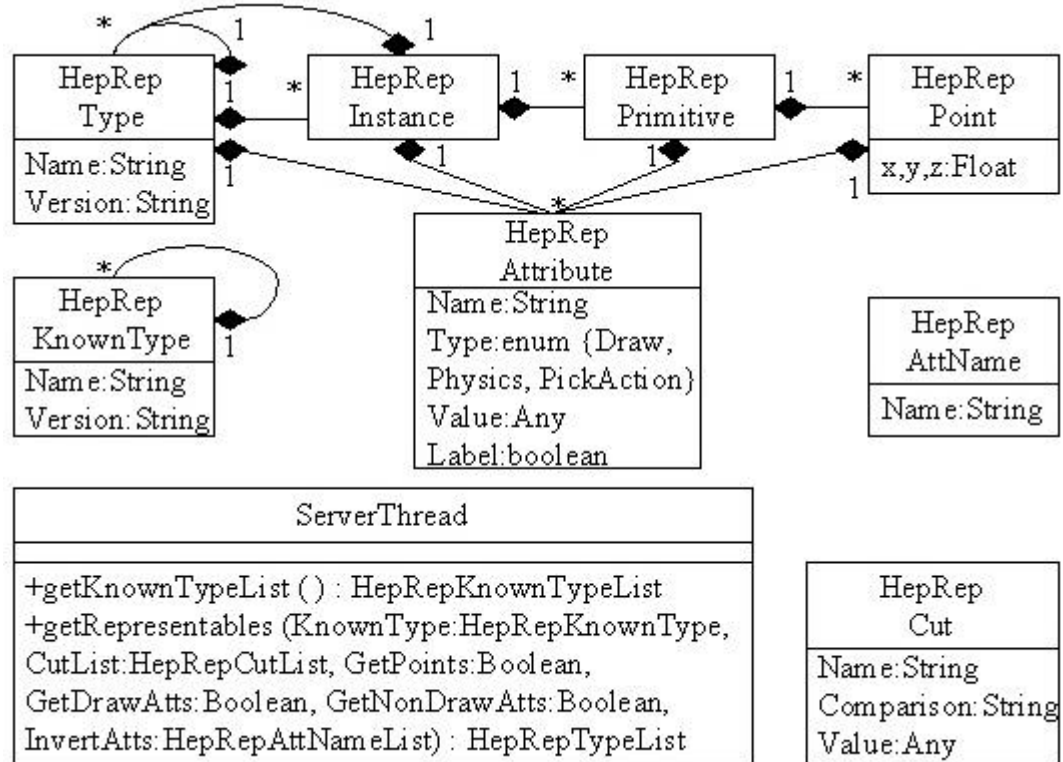 * 1 1
HepRep
Type
Name:String
Version:String
1
1
*
HepRep
Instance
1
*
HepRep
Primitive
1
*
HepRep
Point
x,y,z:Float
1
1
1
*
HepRep
Attribute
Name:String
Type:enum {Draw,
Physics, PickAction}
Value:Any
Label:boolean
*
HepRep
KnownType
1
Name:String
Version:String
HepRep
AttName
Name:String
ServerThread
+getKnownTypeList ( ) : HepRepKnownTypeList
+getRepresentables (KnownType:HepRepKnownType,
CutList:HepRepCutList, GetPoints:Boolean,
GetDrawAtts:Boolean, GetNonDrawAtts:Boolean,
InvertAtts:HepRepAttNameList) : HepRepTypeList
HepRep
Cut
Name:String
Comparison:String
Value:Any